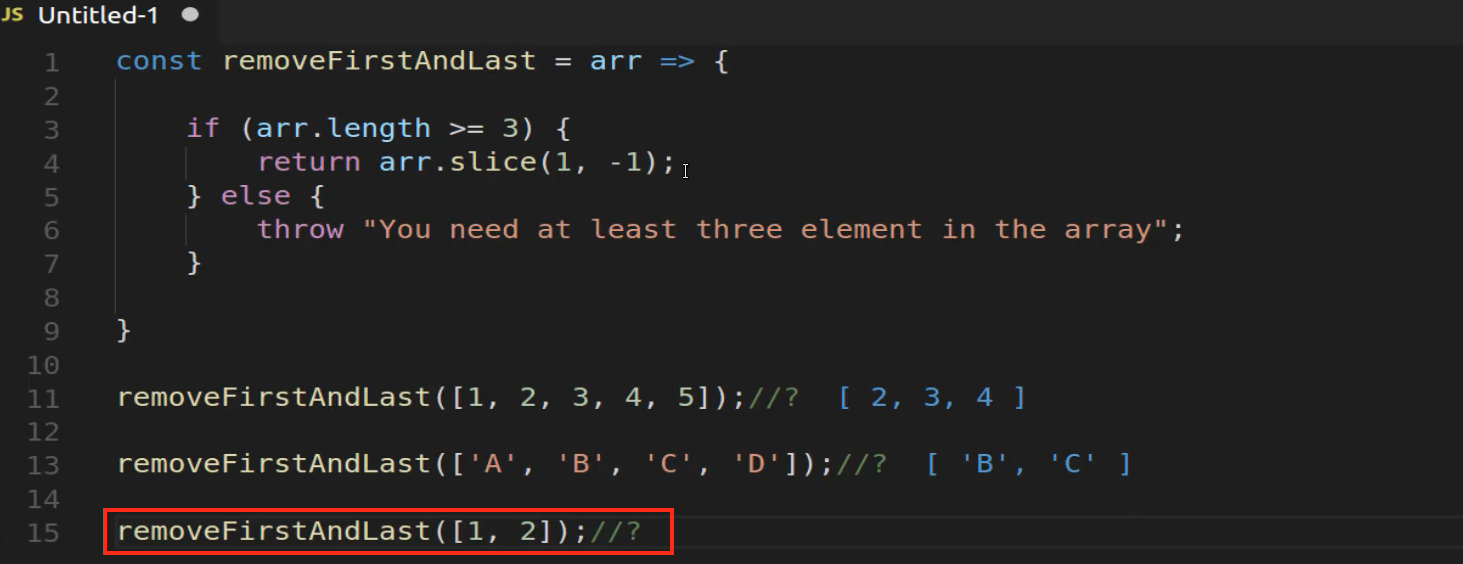 JS Untitled-1
1 const removeFirstAndLast = arr => {
2
3 if (arr.length >= 3) {
4 return arr.slice(1, -1);
5 } else {
6 throw "You need at least three element in the array";
7 }
8
9 }
10
11 removeFirstAndLast([1, 2, 3, 4, 5]);//? [ 2, 3, 4 ]
12
13 removeFirstAndLast(['A', 'B', 'C', 'D']);//? [ 'B', 'C' ]
14
15 removeFirstAndLast([1, 2]);//?